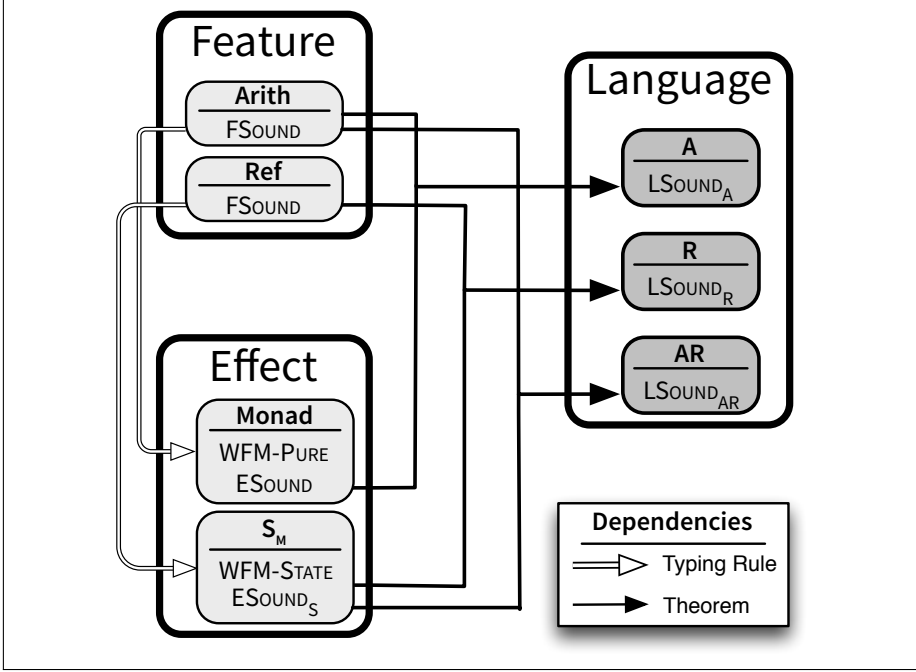 Feature
Arith
FSOUND
Ref
FSOUND
Effect
Monad
WFM-PURE
ESOUND
S_M
WFM-STATE
ESOUND_S
Language
A
LSOUND_A
R
LSOUND_R
AR
LSOUND_AR
Dependencies
Typing Rule
Theorem